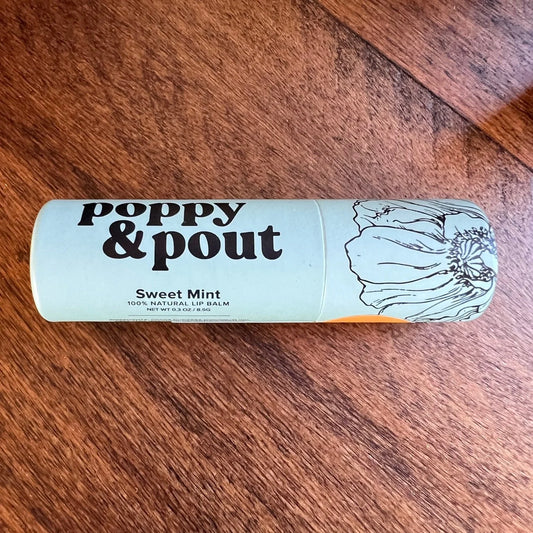 poppy
& pout
Sweet Mint
100% NATURAL LIP BALM
NET WT 0.3 OZ / 8.5G